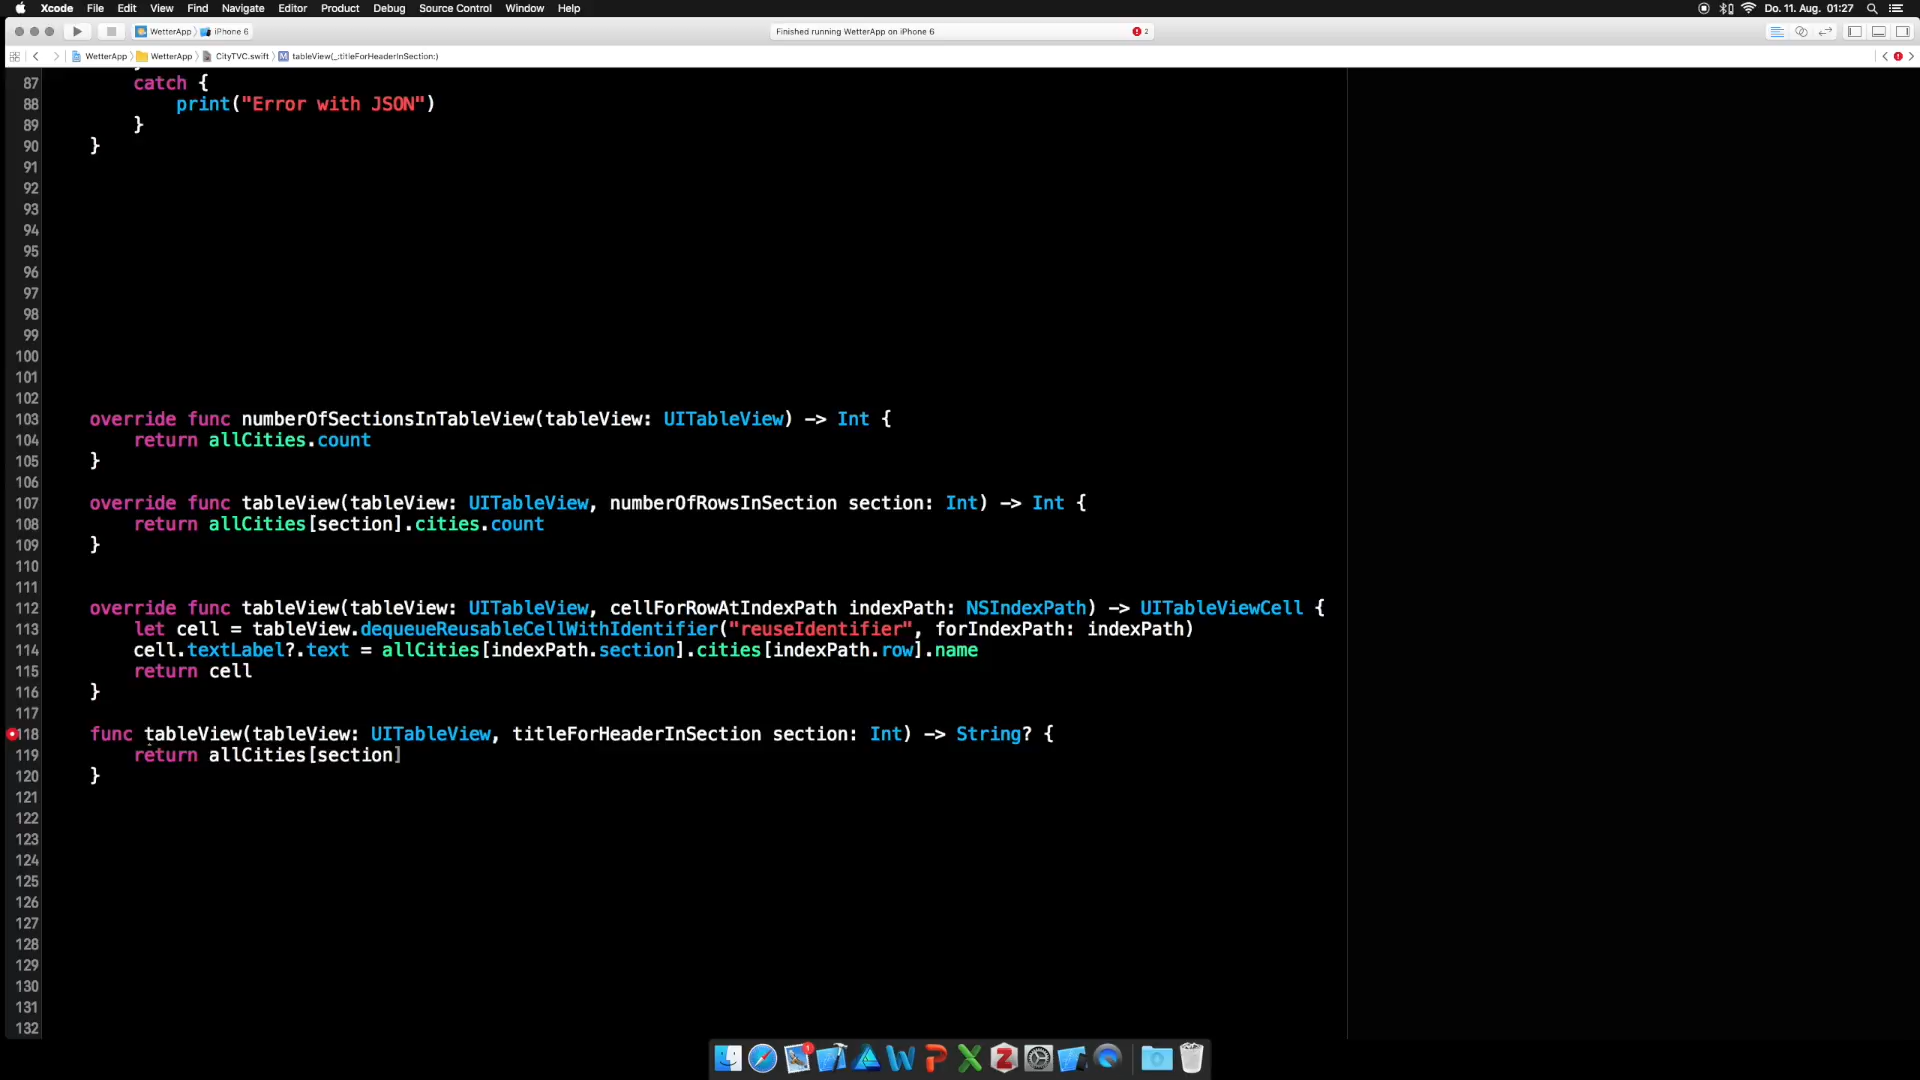 Xcode File Edit View Find Navigate Editor Product Debug Source Control Window Help Do. 11. Aug. 01:27
WetterApp iPhone 6 Finished running WetterApp on iPhone 6 2
WetterApp WetterApp CityTVC.swift M tableView(_:titleForHeaderInSection:)
87 catch {
88 print("Error with JSON")
89 }
90 }
91
92
93
94
95
96
97
98
99
100
101
102
103 override func numberOfSectionsInTableView(tableView: UITableView) -> Int {
104 return allCities.count
105 }
106
107 override func tableView(tableView: UITableView, numberOfRowsInSection section: Int) -> Int {
108 return allCities[section].cities.count
109 }
110
111
112 override func tableView(tableView: UITableView, cellForRowAtIndexPath indexPath: NSIndexPath) -> UITableViewCell {
113 let cell = tableView.dequeueReusableCellWithIdentifier("reuseIdentifier", forIndexPath: indexPath)
114 cell.textLabel?.text = allCities[indexPath.section].cities[indexPath.row].name
115 return cell
116 }
117
118 func tableView(tableView: UITableView, titleForHeaderInSection section: Int) -> String? {
119 return allCities[section]
120 }
121
122
123
124
125
126
127
128
129
130
131
132